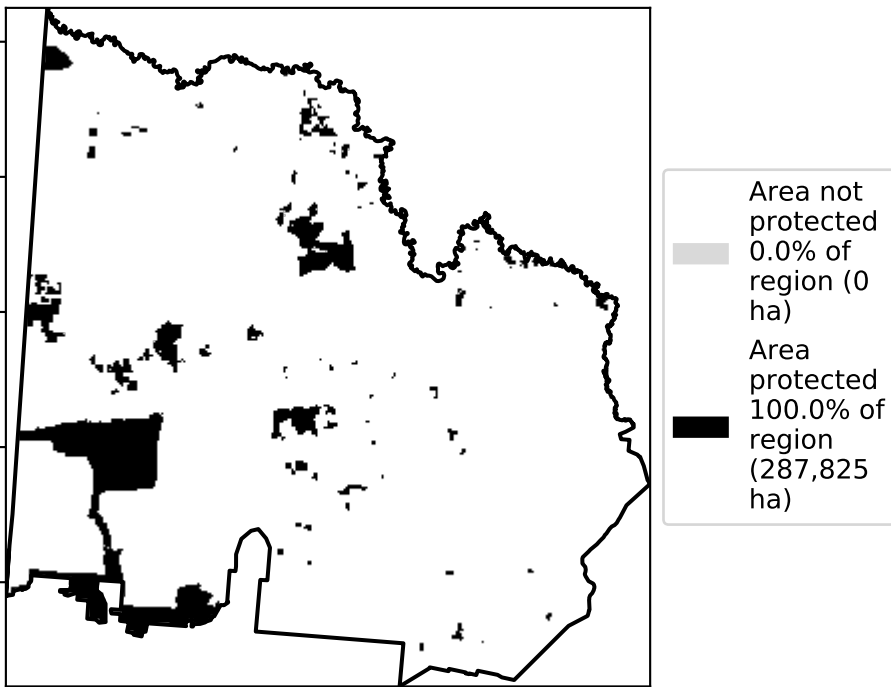 Area not
protected
0.0% of
region (0
ha)
Area
protected
100.0% of
region
(287,825
ha)